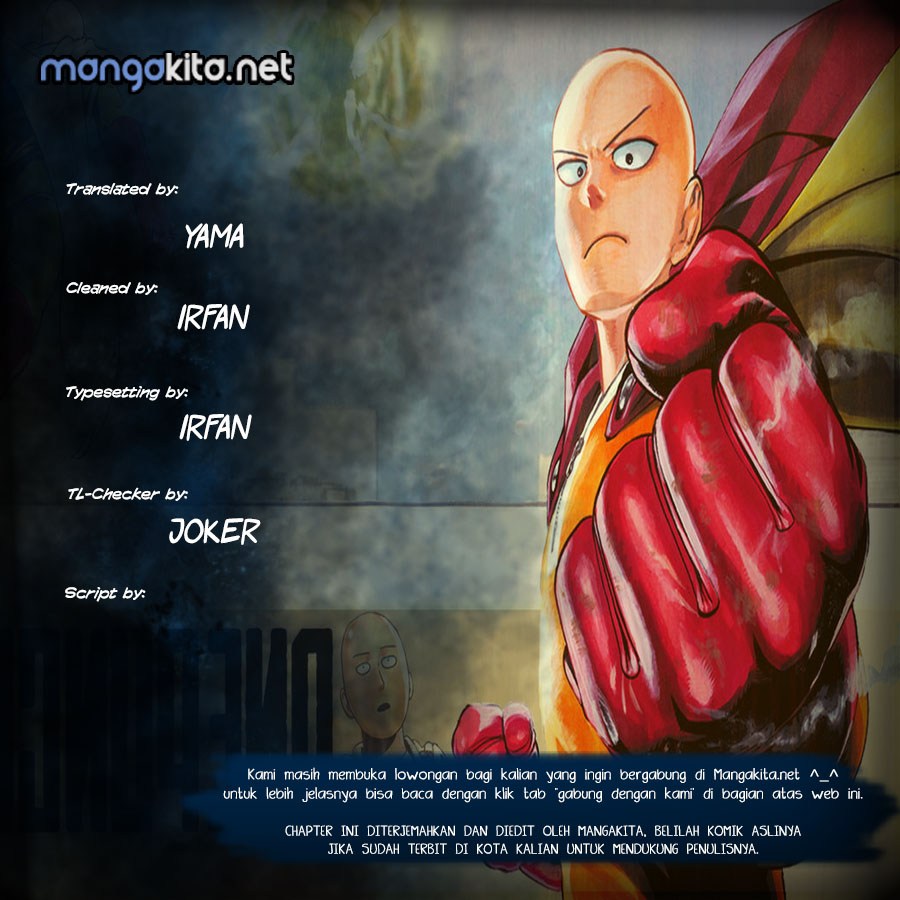 mangakita.net
Translated by:
YAMA
Cleaned by:
IRFAN
Typesetting by:
IRFAN
TL-Checker by:
JOKER
Script by:
Kami masih membuka lowongan bagi kalian yang ingin bergabung di Mangakita.net ^_^
untuk lebih jelasnya bisa baca dengan klik tab "gabung dengan kami" di bagian atas web ini.
CHAPTER INI DITERJEMAHKAN DAN DIEDIT OLEH MANGAKITA, BELILAH KOMIK ASLINYA
JIKA SUDAH TERBIT DI KOTA KALIAN UNTUK MENDUKUNG PENULISNYA.